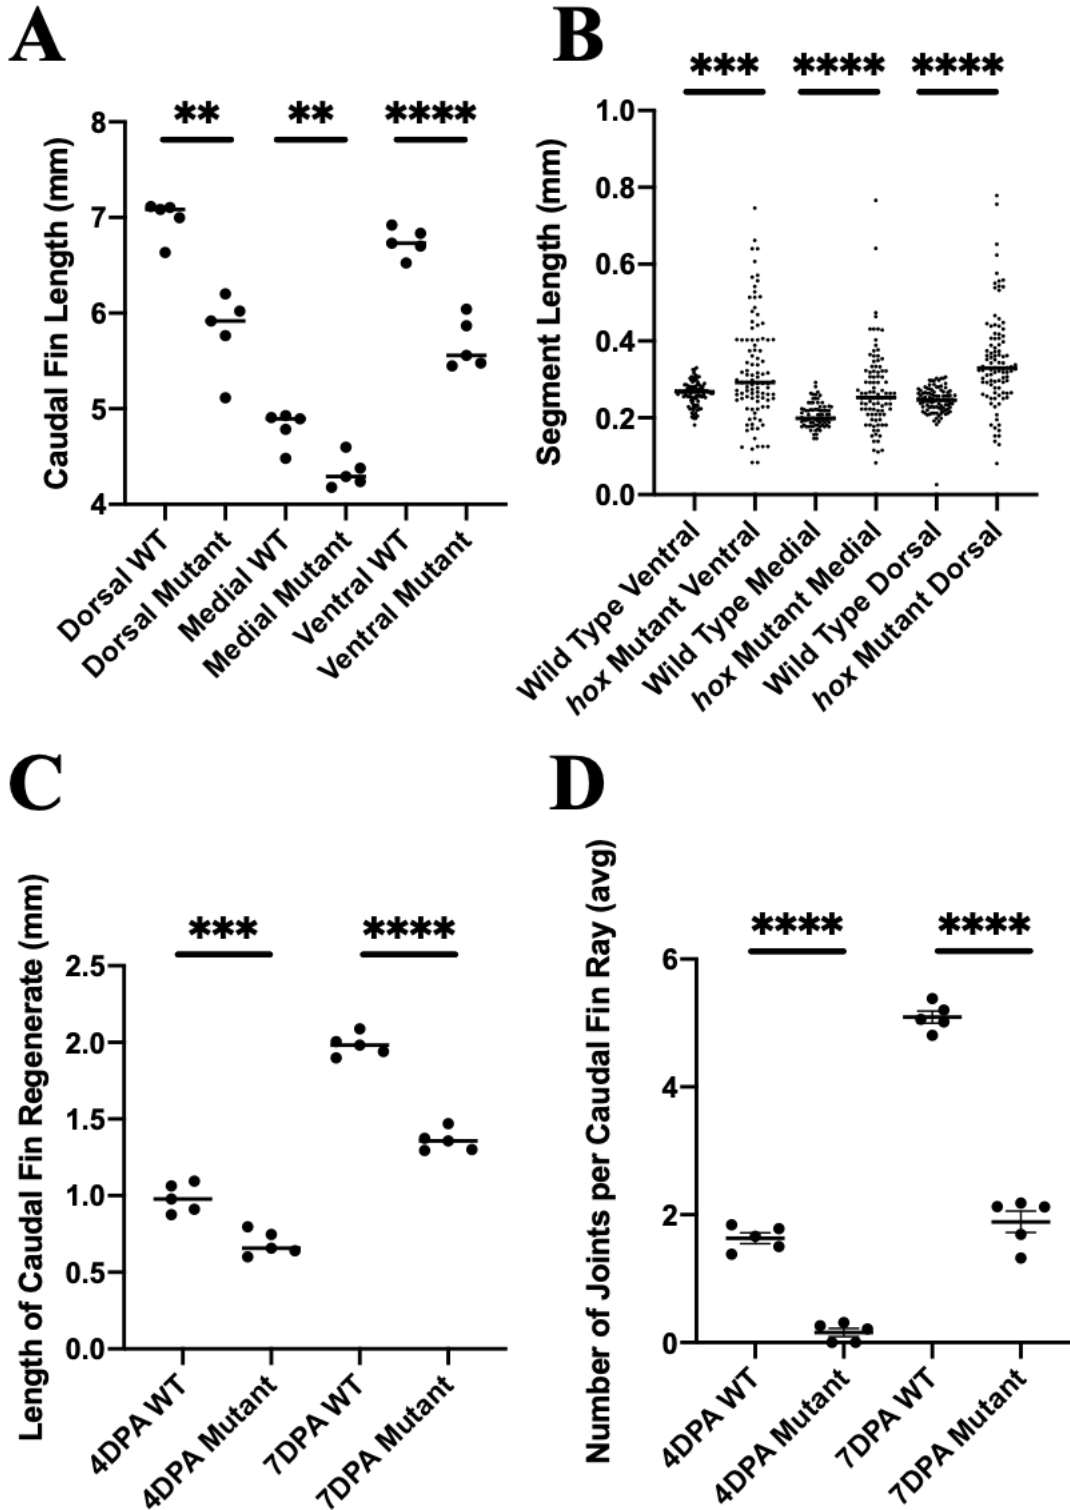 A
** ** ****
Caudal Fin Length (mm)
8
7
6
5
4
Dorsal WT
Dorsal Mutant
Medial WT
Medial Mutant
Ventral WT
Ventral Mutant
B
*** **** ****
Segment Length (mm)
1.0
0.8
0.6
0.4
0.2
0.0
Wild Type Ventral
hox Mutant Ventral
Wild Type Medial
hox Mutant Medial
Wild Type Dorsal
hox Mutant Dorsal
C
*** ****
Length of Caudal Fin Regenerate (mm)
2.5
2.0
1.5
1.0
0.5
0.0
4DPA WT
4DPA Mutant
7DPA WT
7DPA Mutant
D
**** ****
Number of Joints per Caudal Fin Ray (avg)
6
4
2
0
4DPA WT
4DPA Mutant
7DPA WT
7DPA Mutant